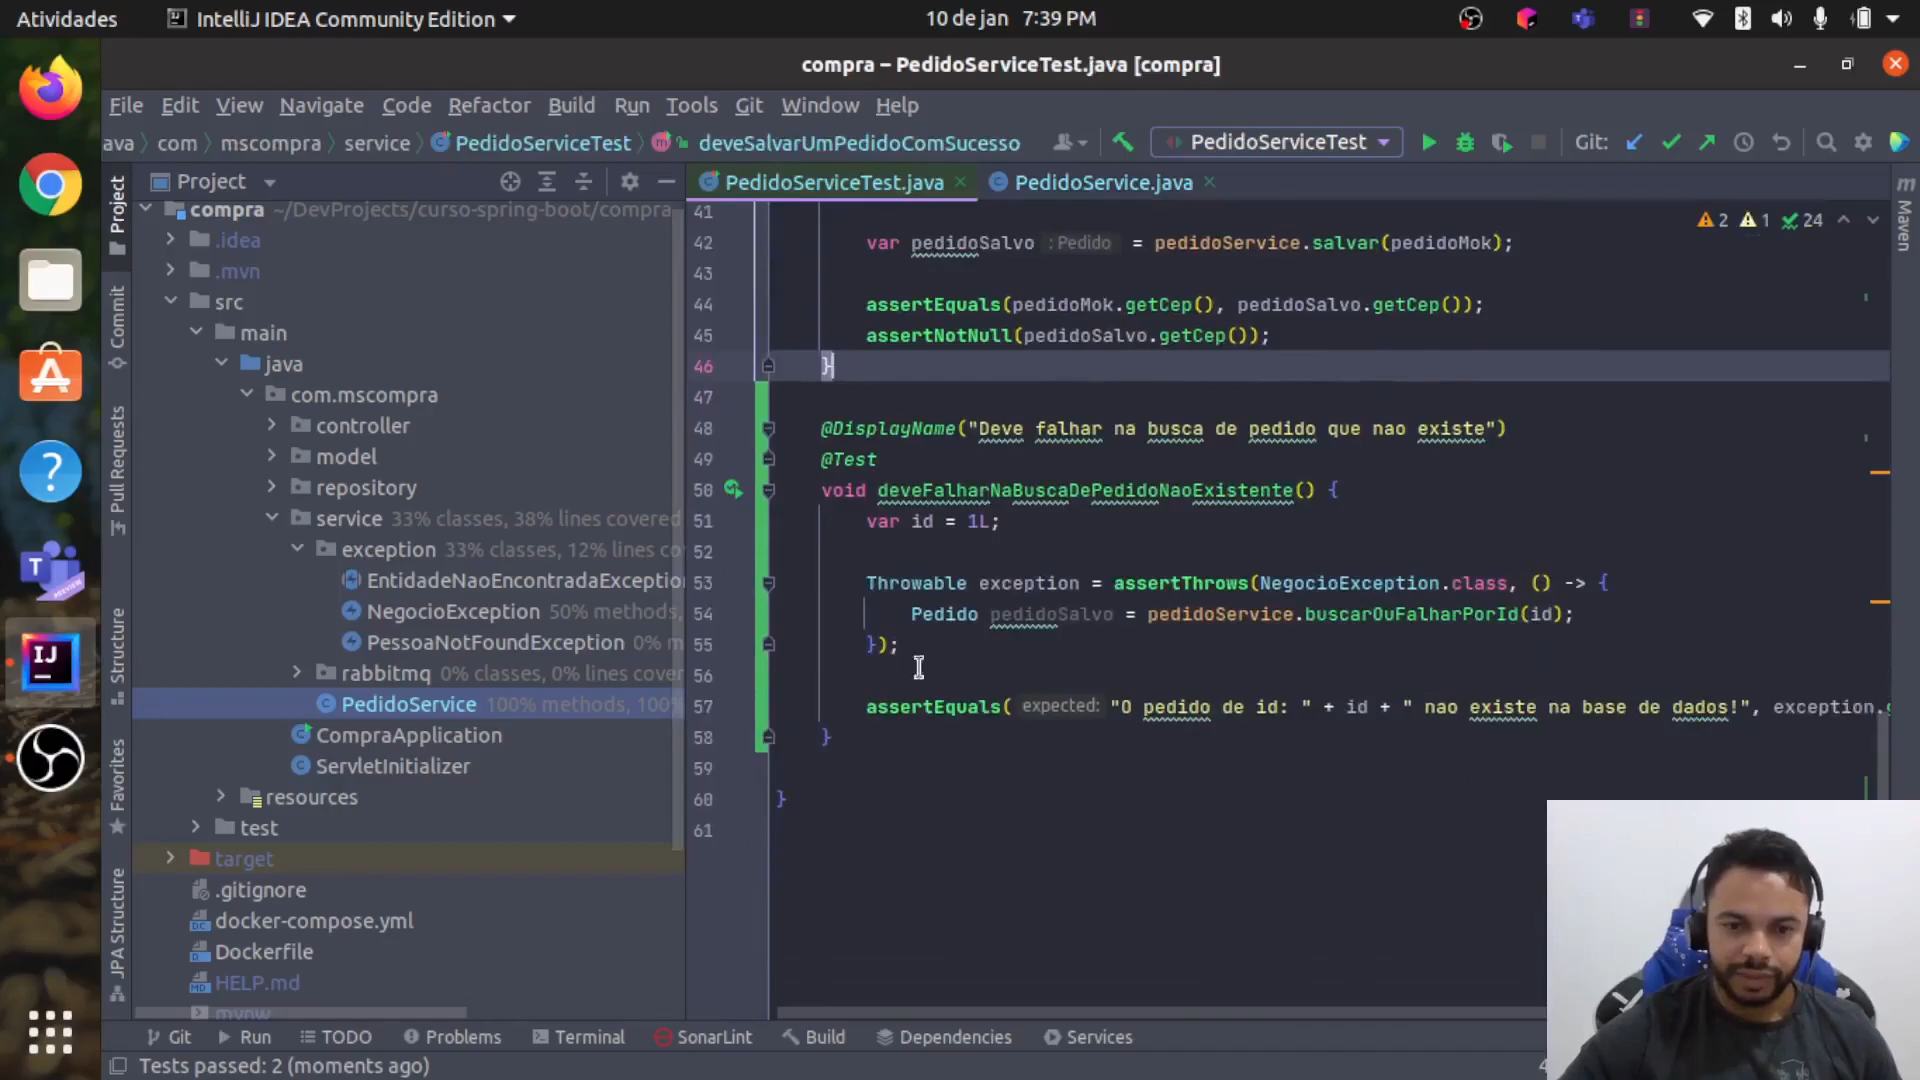 Atividades
IntelliJ IDEA Community Edition
10 de jan 7:39 PM
compra – PedidoServiceTest.java [compra]
File Edit View Navigate Code Refactor Build Run Tools Git Window Help
ava com mscompra service PedidoServiceTest deveSalvarUmPedidoComSucesso
PedidoServiceTest
Git:
Project
PedidoServiceTest.java
PedidoService.java
Project
Commit
Pull Requests
Structure
Favorites
JPA Structure
compra ~/DevProjects/curso-spring-boot/compra
.idea
.mvn
src
main
java
com.mscompra
controller
model
repository
service 33% classes, 38% lines covered
exception 33% classes, 12% lines co
EntidadeNaoEncontradaExceptio
NegocioException 50% methods,
PessoaNotFoundException 0% m
rabbitmq 0% classes, 0% lines cover
PedidoService 100% methods, 100%
CompraApplication
ServletInitializer
resources
test
target
.gitignore
docker-compose.yml
Dockerfile
HELP.md
mvnw
2 1 24
m Maven
41
42 var pedidoSalvo : Pedido = pedidoService.salvar(pedidoMok);
43
44 assertEquals(pedidoMok.getCep(), pedidoSalvo.getCep());
45 assertNotNull(pedidoSalvo.getCep());
46 }
47
48 @DisplayName("Deve falhar na busca de pedido que nao existe")
49 @Test
50 void deveFalharNaBuscaDePedidoNaoExistente() {
51 var id = 1L;
52
53 Throwable exception = assertThrows(NegocioException.class, () -> {
54 Pedido pedidoSalvo = pedidoService.buscarOuFalharPorId(id);
55 });
56
57 assertEquals( expected: "O pedido de id: " + id + " nao existe na base de dados!", exception.g
58 }
59
60 }
61
Git Run TODO Problems Terminal SonarLint Build Dependencies Services
Tests passed: 2 (moments ago)